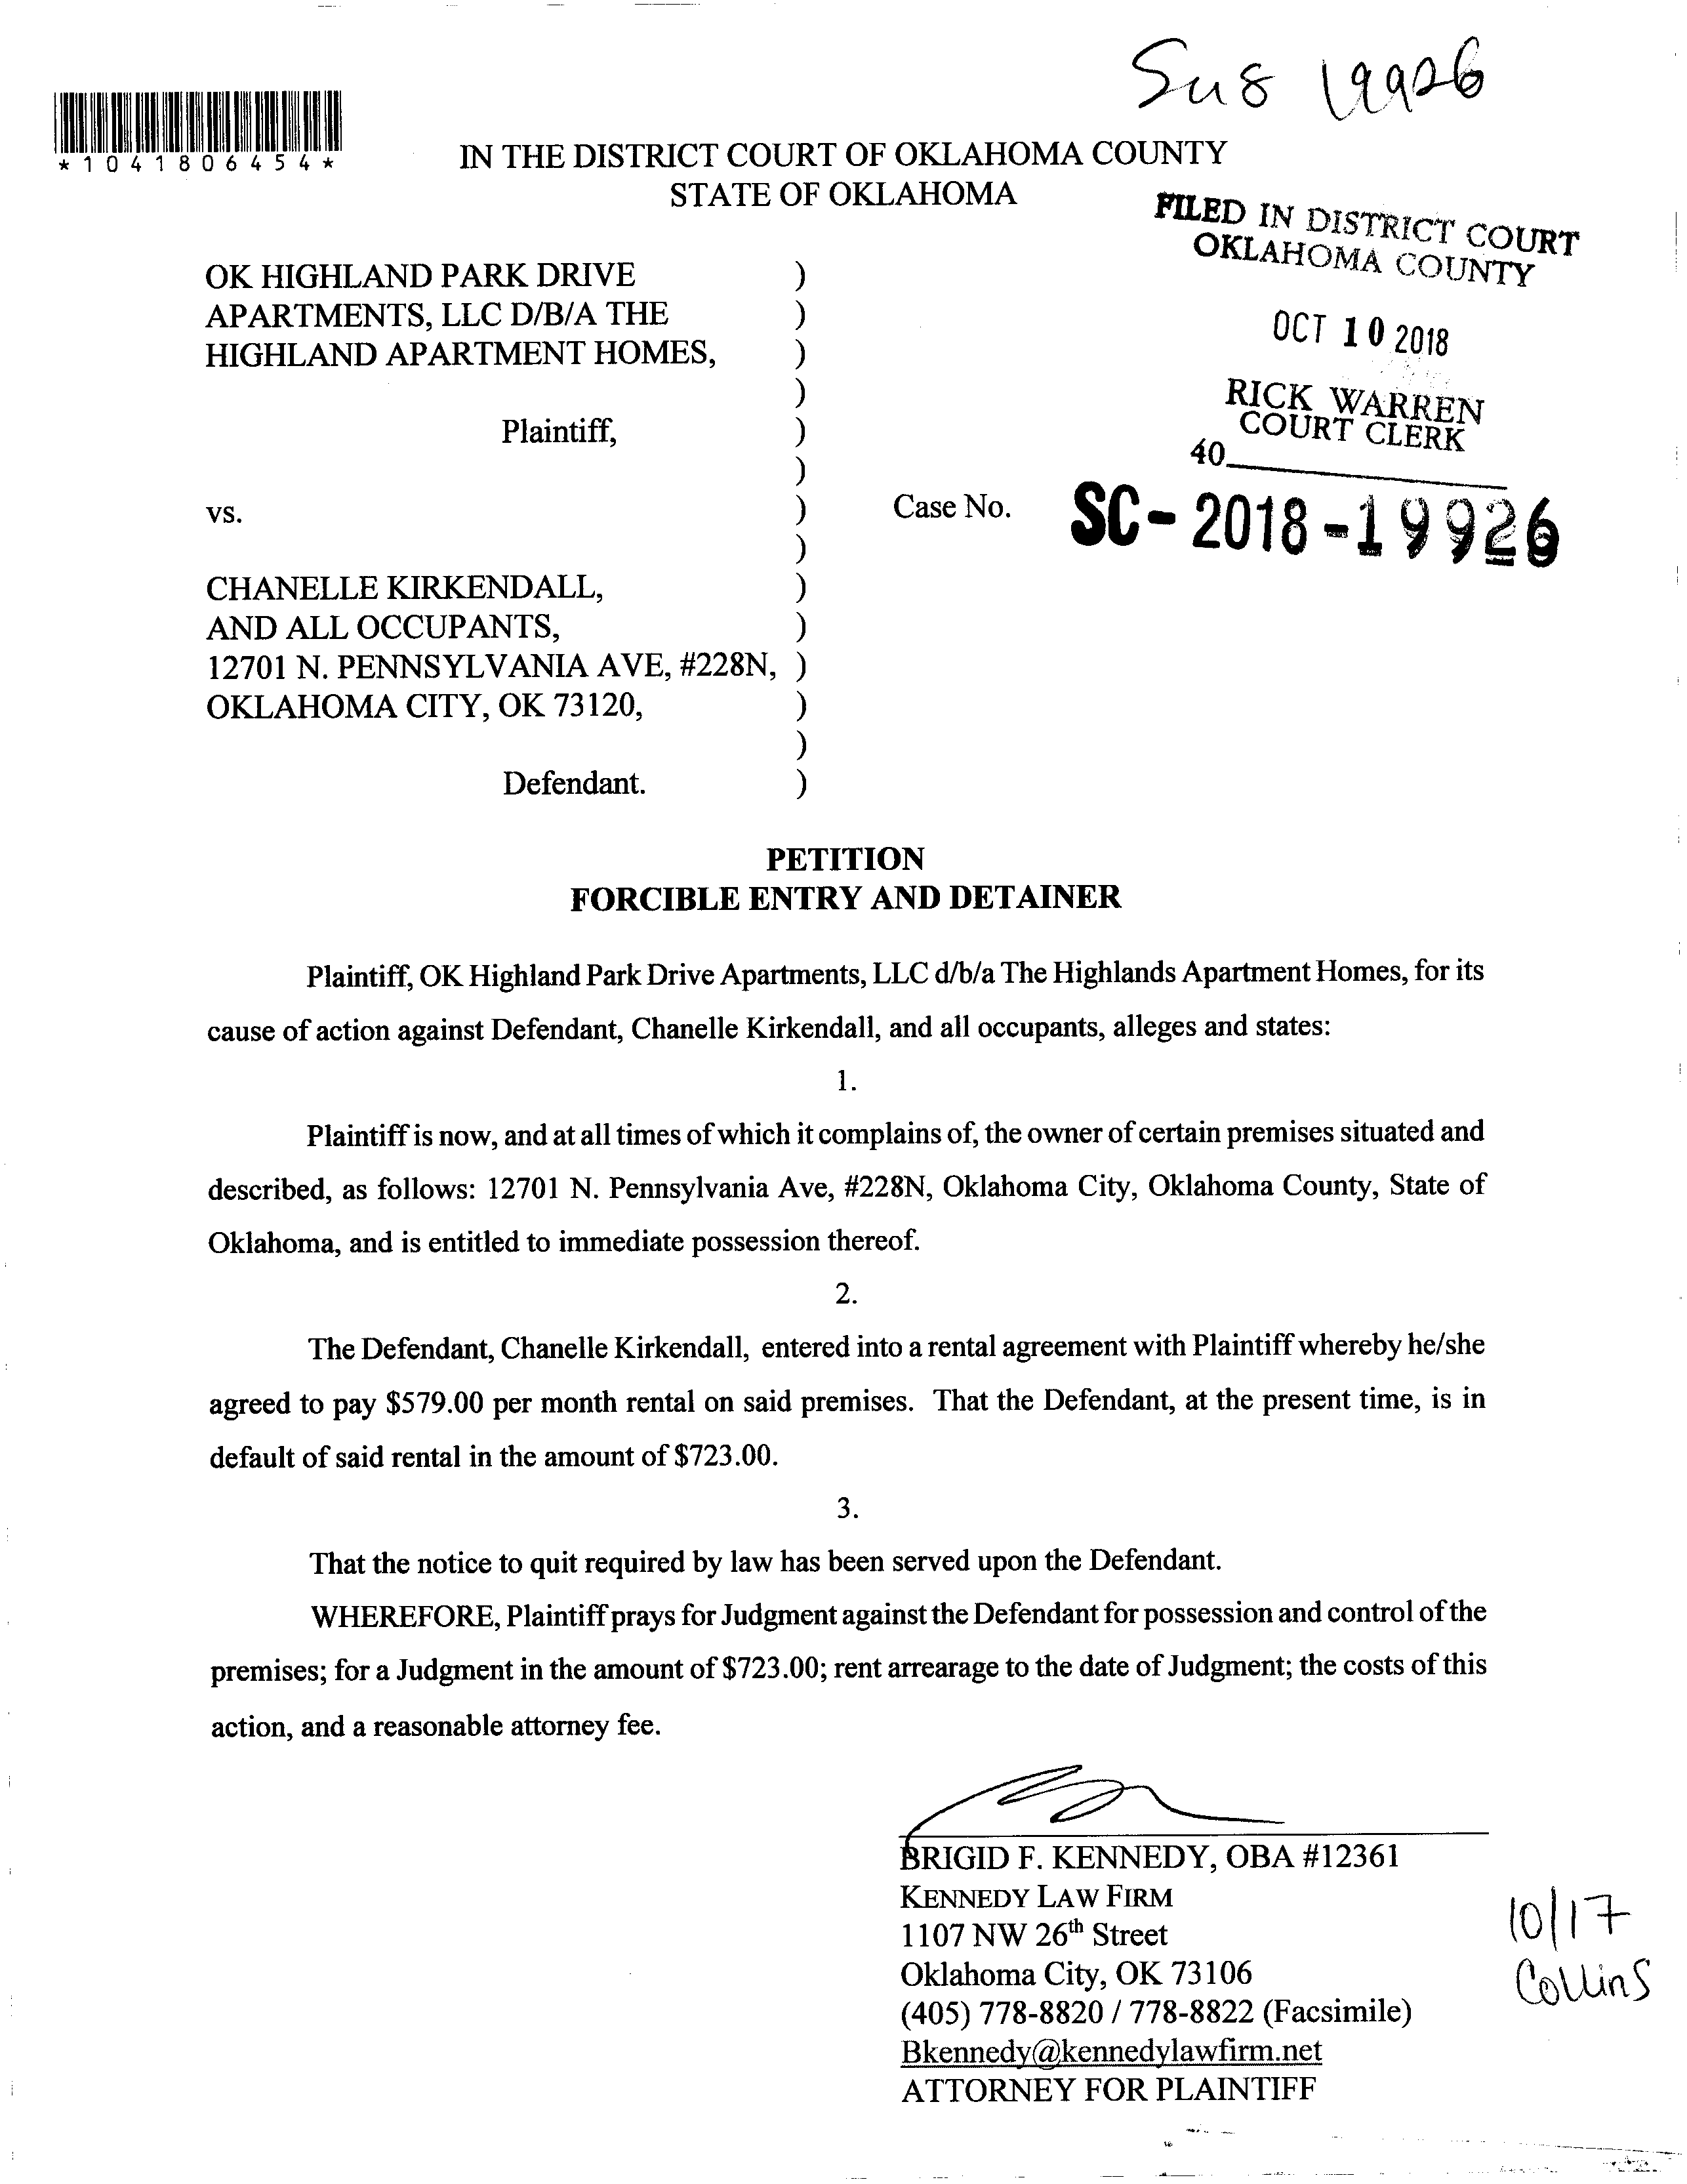 Sus 19926
*1041806454*
IN THE DISTRICT COURT OF OKLAHOMA COUNTY
STATE OF OKLAHOMA
FILED IN DISTRICT COURT
OKLAHOMA COUNTY
OCT 10 2018
RICK WARREN
COURT CLERK
40
OK HIGHLAND PARK DRIVE )
APARTMENTS, LLC D/B/A THE )
HIGHLAND APARTMENT HOMES, )
)
Plaintiff, )
)
vs. ) Case No. SC-2018-19926
)
CHANELLE KIRKENDALL, )
AND ALL OCCUPANTS, )
12701 N. PENNSYLVANIA AVE, #228N, )
OKLAHOMA CITY, OK 73120, )
)
Defendant. )
PETITION
FORCIBLE ENTRY AND DETAINER
Plaintiff, OK Highland Park Drive Apartments, LLC d/b/a The Highlands Apartment Homes, for its
cause of action against Defendant, Chanelle Kirkendall, and all occupants, alleges and states:
1.
Plaintiff is now, and at all times of which it complains of, the owner of certain premises situated and
described, as follows: 12701 N. Pennsylvania Ave, #228N, Oklahoma City, Oklahoma County, State of
Oklahoma, and is entitled to immediate possession thereof.
2.
The Defendant, Chanelle Kirkendall, entered into a rental agreement with Plaintiff whereby he/she
agreed to pay $579.00 per month rental on said premises. That the Defendant, at the present time, is in
default of said rental in the amount of $723.00.
3.
That the notice to quit required by law has been served upon the Defendant.
WHEREFORE, Plaintiff prays for Judgment against the Defendant for possession and control of the
premises; for a Judgment in the amount of $723.00; rent arrearage to the date of Judgment; the costs of this
action, and a reasonable attorney fee.
BRIGID F. KENNEDY, OBA #12361
KENNEDY LAW FIRM
1107 NW 26th Street
Oklahoma City, OK 73106
(405) 778-8820 / 778-8822 (Facsimile)
Bkennedy@kennedylawfirm.net
ATTORNEY FOR PLAINTIFF
10/17
Collins